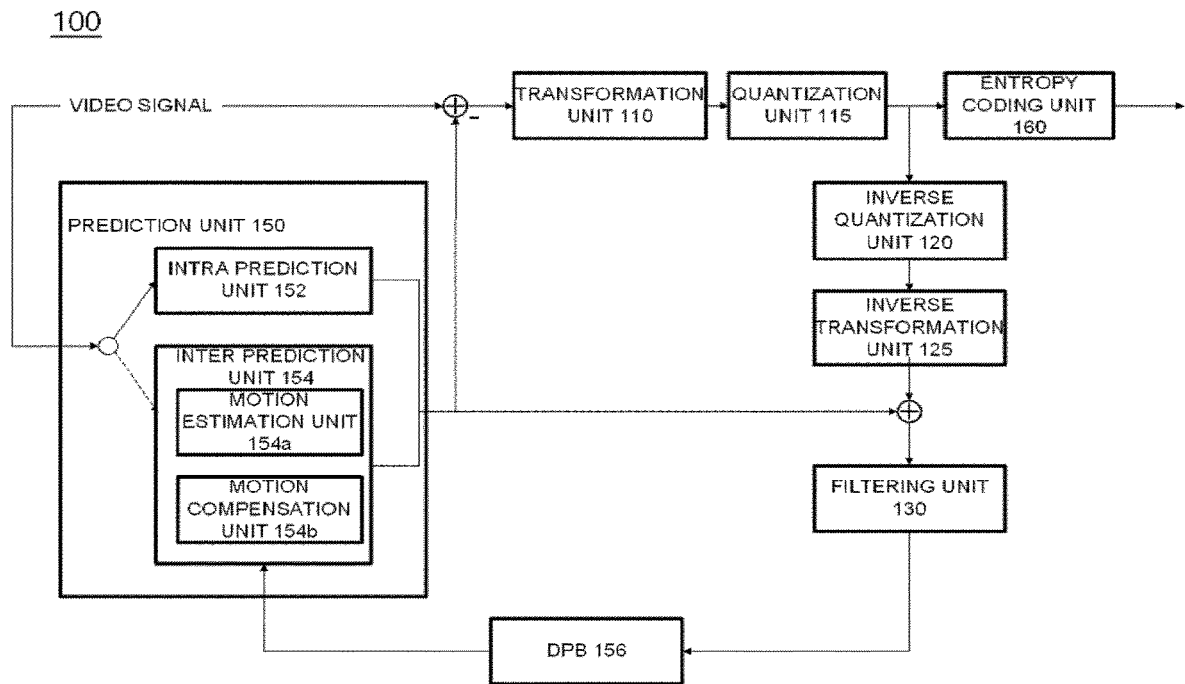 100
VIDEO SIGNAL
-
TRANSFORMATION
UNIT 110
QUANTIZATION
UNIT 115
ENTROPY
CODING UNIT
160
INVERSE
QUANTIZATION
UNIT 120
INVERSE
TRANSFORMATION
UNIT 125
PREDICTION UNIT 150
INTRA PREDICTION
UNIT 152
INTER PREDICTION
UNIT 154
MOTION
ESTIMATION UNIT
154a
MOTION
COMPENSATION
UNIT 154b
FILTERING UNIT
130
DPB 156